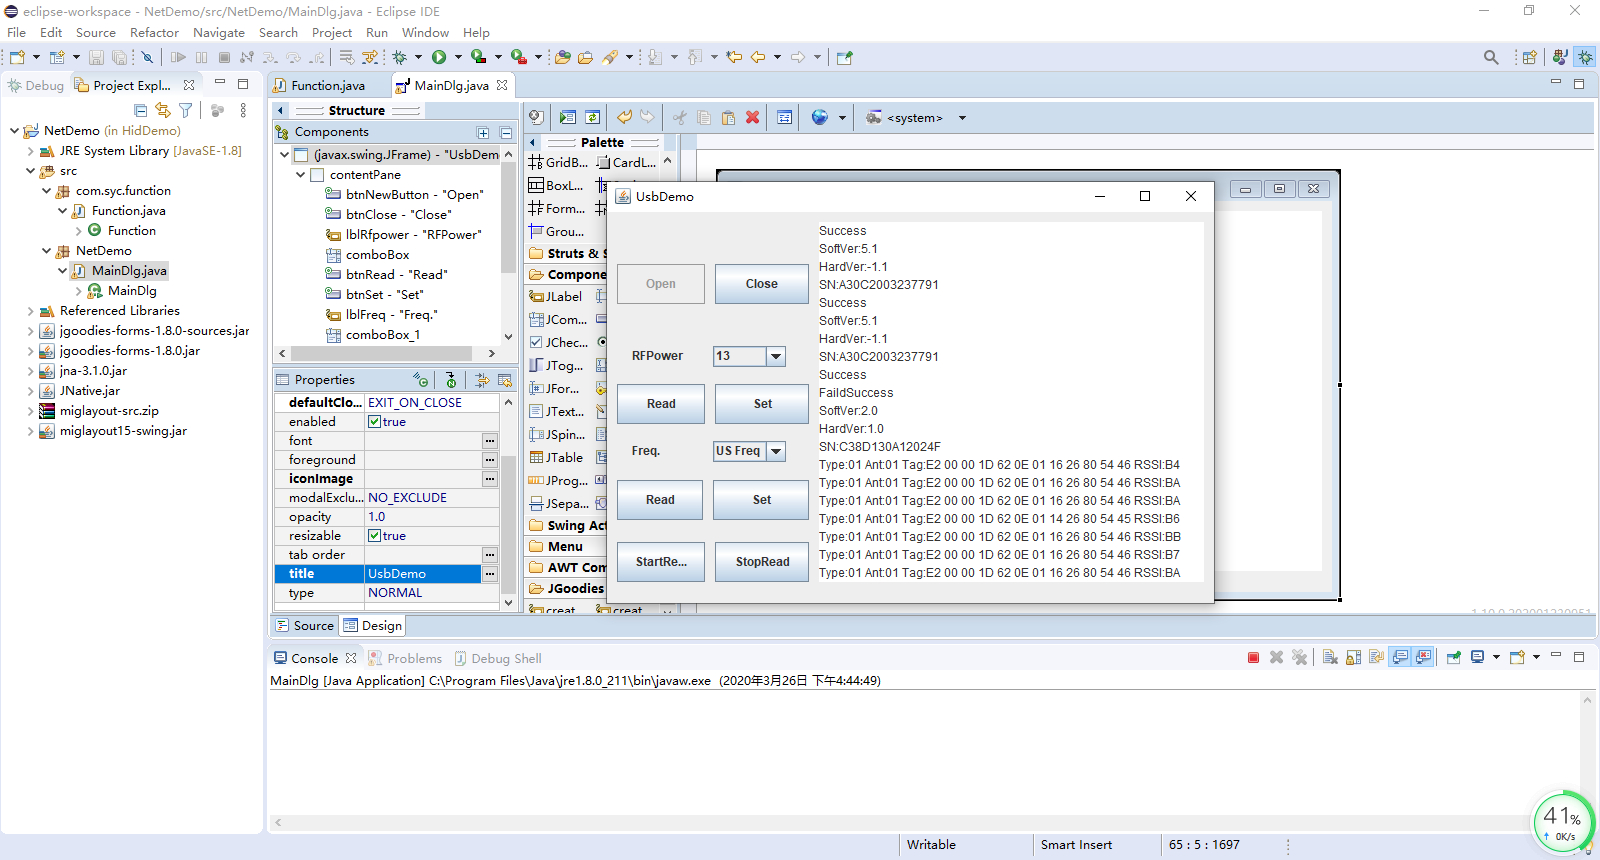 eclipse-workspace - NetDemo/src/NetDemo/MainDlg.java - Eclipse IDE
File Edit Source Refactor Navigate Search Project Run Window Help
Debug Project Expl...
NetDemo (in HidDemo)
JRE System Library [JavaSE-1.8]
src
com.syc.function
Function.java
Function
NetDemo
MainDlg.java
MainDlg
Referenced Libraries
jgoodies-forms-1.8.0-sources.jar
jgoodies-forms-1.8.0.jar
jna-3.1.0.jar
JNative.jar
miglayout-src.zip
miglayout15-swing.jar
Function.java MainDlg.java
Structure
Components
(javax.swing.JFrame) - "UsbDem
contentPane
btnNewButton - "Open"
btnClose - "Close"
lblRfpower - "RFPower"
comboBox
btnRead - "Read"
btnSet - "Set"
lblFreq - "Freq."
comboBox_1
Properties
defaultClo... EXIT_ON_CLOSE
enabled true
font
foreground
iconImage
modalExclu... NO_EXCLUDE
opacity 1.0
resizable true
tab order
title UsbDemo
type NORMAL
<system>
Palette
GridB... CardL...
BoxL...
Form...
Grou...
Struts & S
Compone
JLabel
JCom...
JChec...
JTog...
JFor...
JText...
JSpin...
JTable
JProg...
JSepa...
Swing Act
Menu
AWT Com
JGoodies
creat... creat...
UsbDemo
Open Close
RFPower 13
Read Set
Freq. US Freq
Read Set
StartRe... StopRead
Success
SoftVer:5.1
HardVer:-1.1
SN:A30C2003237791
Success
SoftVer:5.1
HardVer:-1.1
SN:A30C2003237791
Success
FaildSuccess
SoftVer:2.0
HardVer:1.0
SN:C38D130A12024F
Type:01 Ant:01 Tag:E2 00 00 1D 62 0E 01 16 26 80 54 46 RSSI:B4
Type:01 Ant:01 Tag:E2 00 00 1D 62 0E 01 16 26 80 54 46 RSSI:BA
Type:01 Ant:01 Tag:E2 00 00 1D 62 0E 01 16 26 80 54 46 RSSI:BA
Type:01 Ant:01 Tag:E2 00 00 1D 62 0E 01 14 26 80 54 45 RSSI:B6
Type:01 Ant:01 Tag:E2 00 00 1D 62 0E 01 16 26 80 54 46 RSSI:BB
Type:01 Ant:01 Tag:E2 00 00 1D 62 0E 01 16 26 80 54 46 RSSI:B7
Type:01 Ant:01 Tag:E2 00 00 1D 62 0E 01 16 26 80 54 46 RSSI:BA
Source Design
Console Problems Debug Shell
MainDlg [Java Application] C:\Program Files\Java\jre1.8.0_211\bin\javaw.exe (2020年3月26日 下午4:44:49)
41%
0K/s
Writable Smart Insert 65 : 5 : 1697